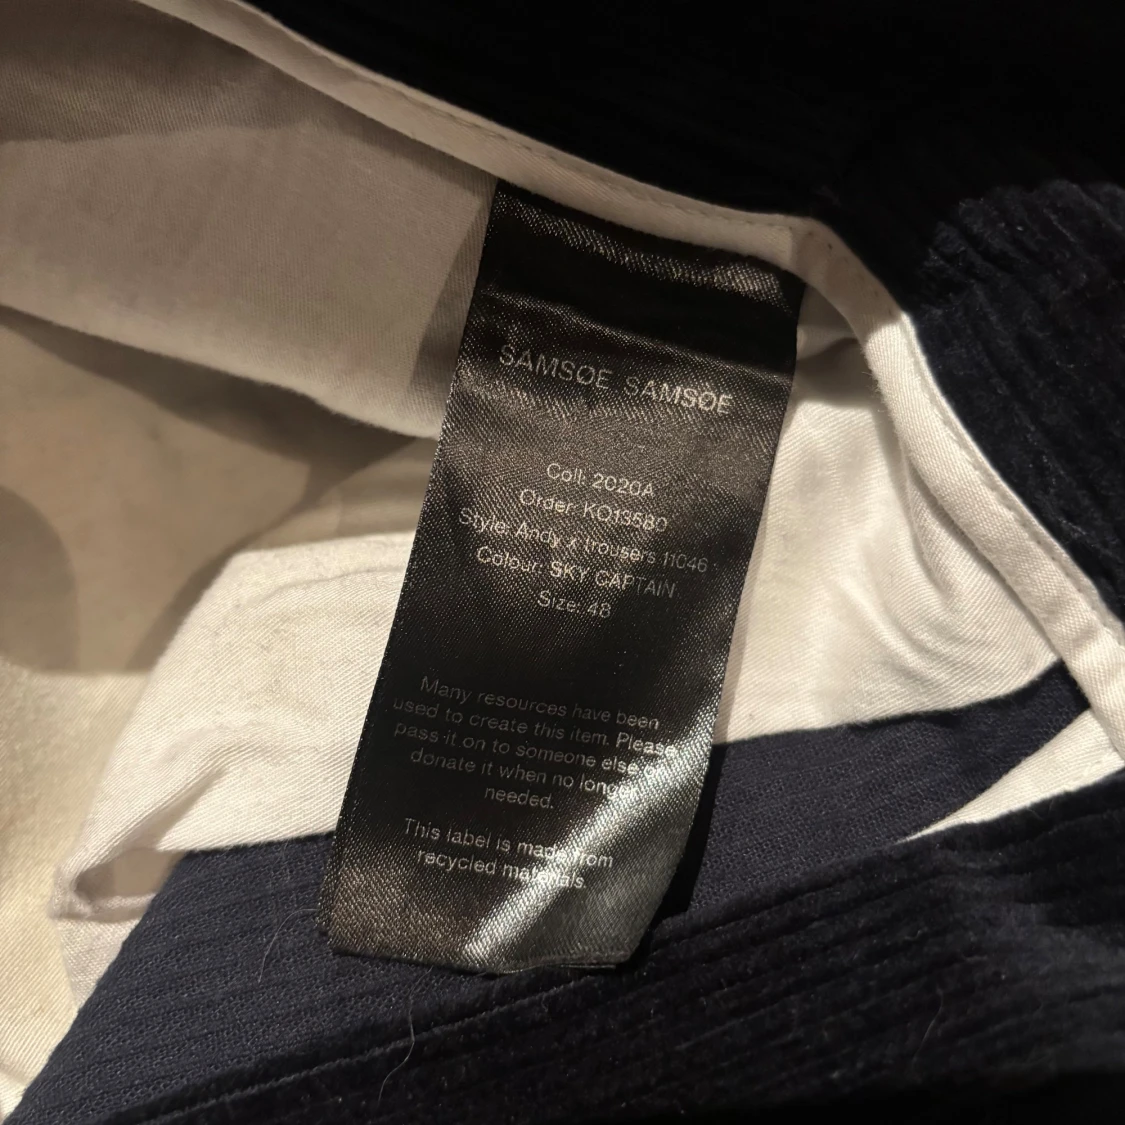 SAMSØE SAMSØE
Coll: 2020A
Order: KO13580
Style: Andy x trousers 11046
Colour: SKY CAPTAIN
Size: 48
Many resources have been
used to create this item. Please
pass it on to someone else or
donate it when no longer
needed.
This label is made from
recycled materials.